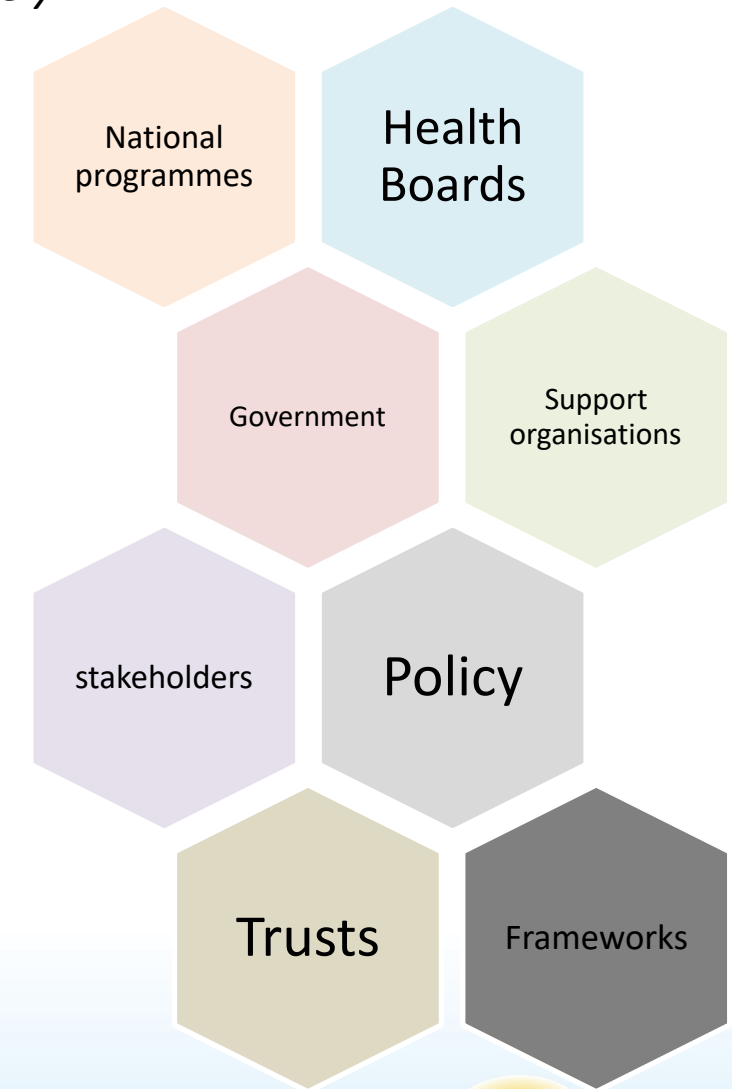 National
programmes
Health
Boards
Government
Support
organisations
stakeholders
Policy
Trusts
Frameworks